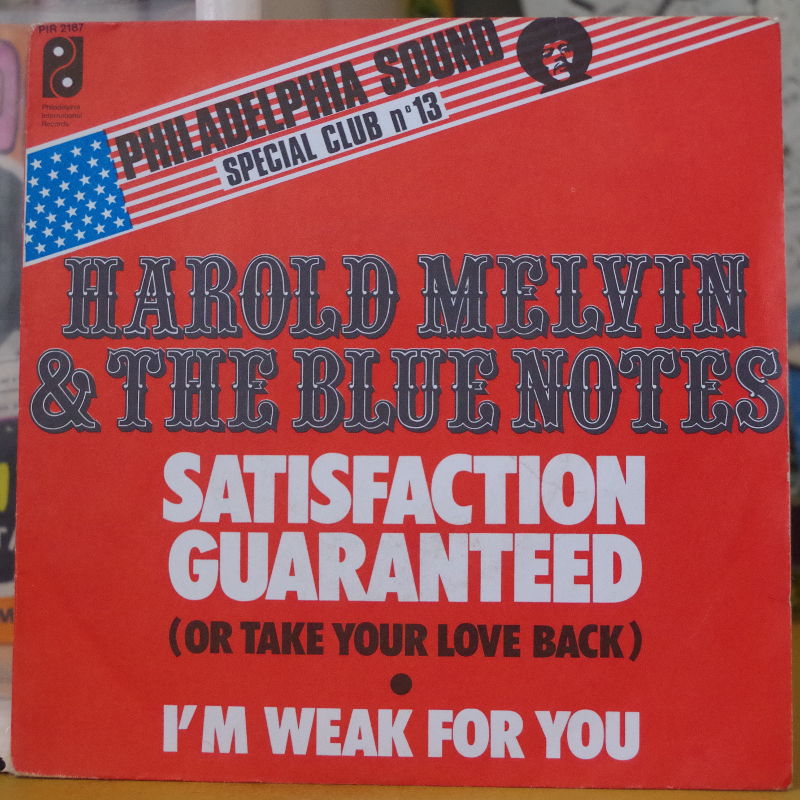 PIR 2187
Philadelphia
International
Records
PHILADELPHIA SOUND
SPECIAL CLUB n° 13
HAROLD MELVIN
& THE BLUE NOTES
SATISFACTION
GUARANTEED
(OR TAKE YOUR LOVE BACK)
I'M WEAK FOR YOU